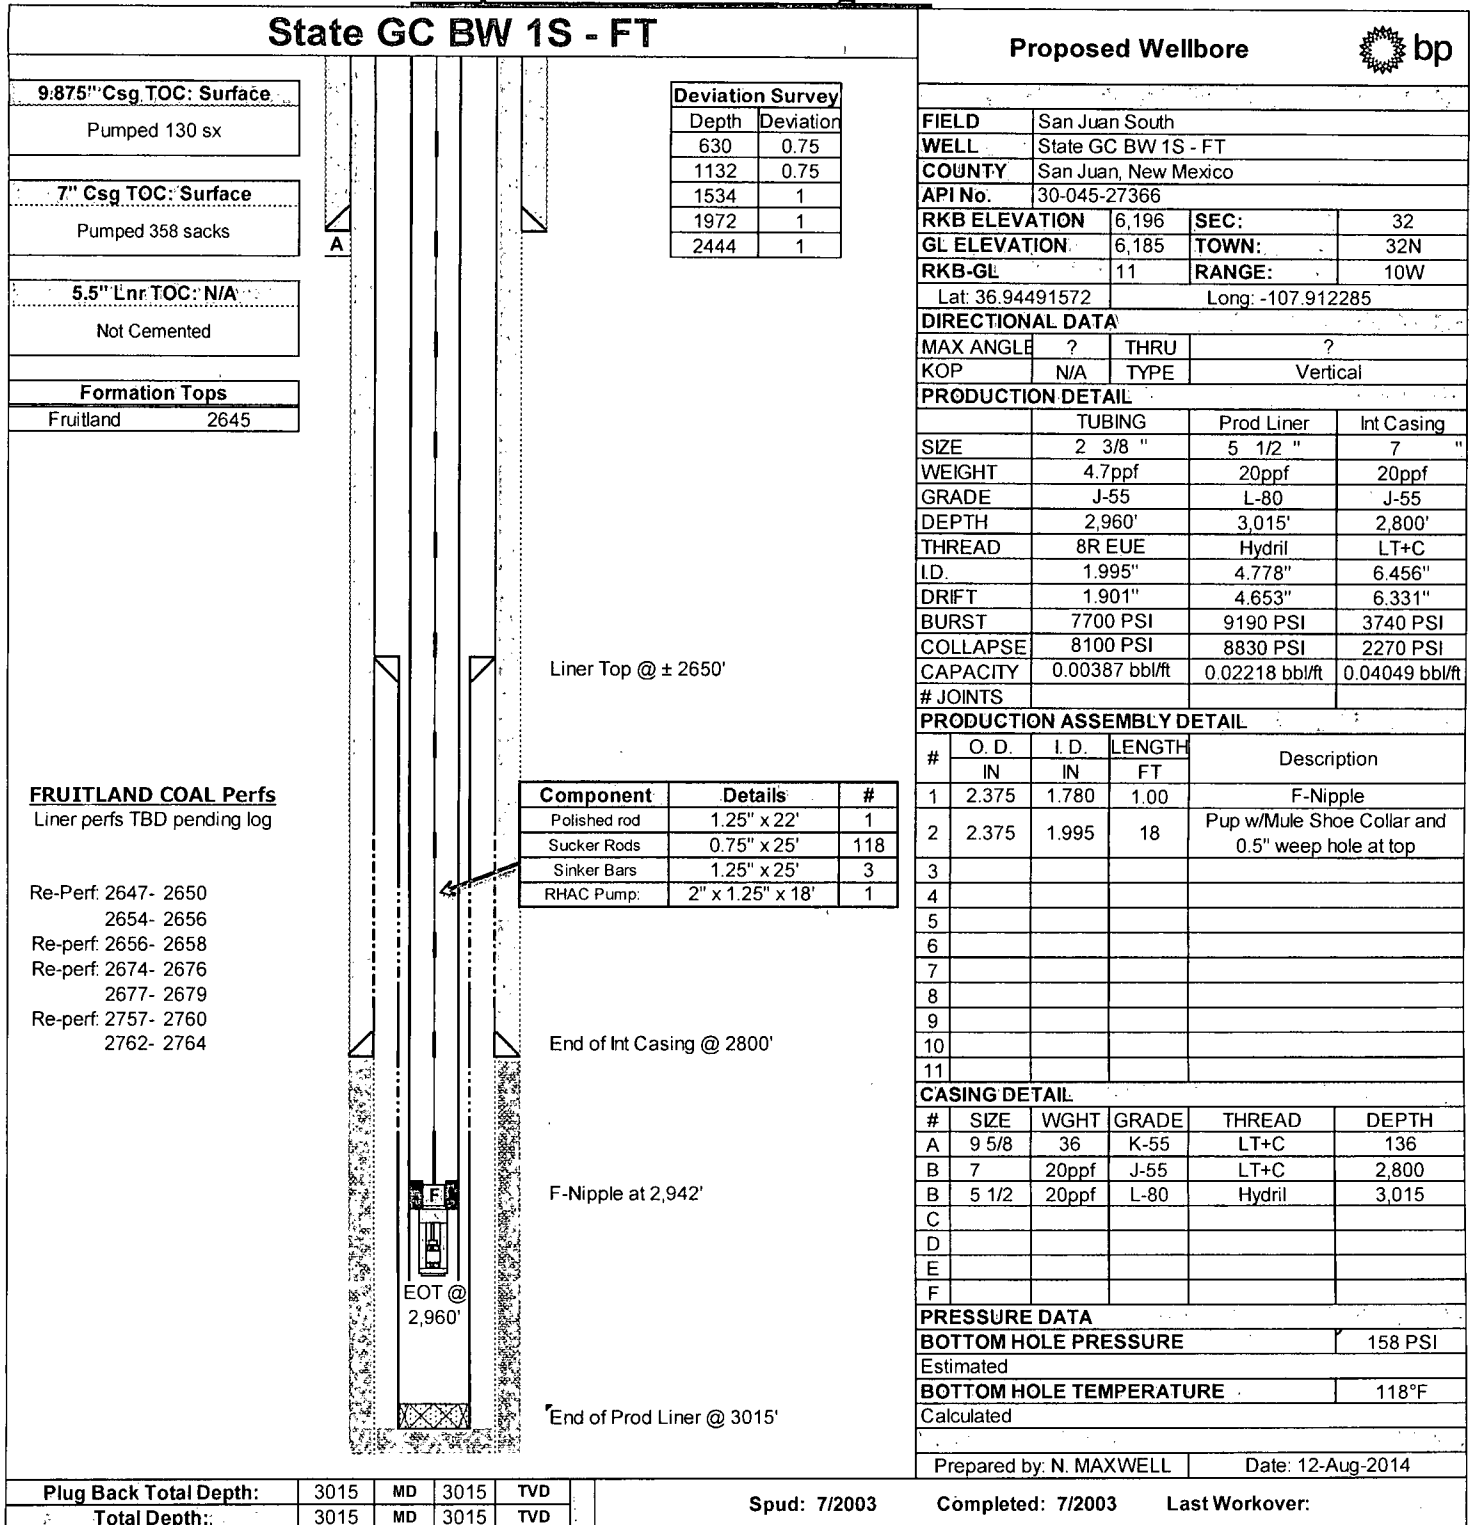 State GC BW 1S - FT
Proposed Wellbore
bp
9.875" Csg TOC: Surface
Pumped 130 sx
7" Csg TOC: Surface
Pumped 358 sacks
5.5" Lnr TOC: N/A
Not Cemented
Formation Tops
Fruitland 2645
A
Deviation Survey
Depth Deviation
630 0.75
1132 0.75
1534 1
1972 1
2444 1
Liner Top @ ± 2650'
FRUITLAND COAL Perfs
Liner perfs TBD pending log
Re-Perf: 2647- 2650
2654- 2656
Re-perf: 2656- 2658
Re-perf: 2674- 2676
2677- 2679
Re-perf: 2757- 2760
2762- 2764
Component Details #
Polished rod 1.25" x 22' 1
Sucker Rods 0.75" x 25' 118
Sinker Bars 1.25" x 25' 3
RHAC Pump: 2" x 1.25" x 18' 1
End of Int Casing @ 2800'
F-Nipple at 2,942'
F
EOT @
2,960'
End of Prod Liner @ 3015'
FIELD San Juan South
WELL State GC BW 1S - FT
COUNTY San Juan, New Mexico
API No. 30-045-27366
RKB ELEVATION 6,196 SEC: 32
GL ELEVATION 6,185 TOWN: 32N
RKB-GL 11 RANGE: 10W
Lat: 36.94491572 Long: -107.912285
DIRECTIONAL DATA
MAX ANGLE ? THRU ?
KOP N/A TYPE Vertical
PRODUCTION DETAIL
TUBING Prod Liner Int Casing
SIZE 2 3/8 " 5 1/2 " 7 "
WEIGHT 4.7ppf 20ppf 20ppf
GRADE J-55 L-80 J-55
DEPTH 2,960' 3,015' 2,800'
THREAD 8R EUE Hydril LT+C
I.D. 1.995" 4.778" 6.456"
DRIFT 1.901" 4.653" 6.331"
BURST 7700 PSI 9190 PSI 3740 PSI
COLLAPSE 8100 PSI 8830 PSI 2270 PSI
CAPACITY 0.00387 bbl/ft 0.02218 bbl/ft 0.04049 bbl/ft
# JOINTS
PRODUCTION ASSEMBLY DETAIL
# O. D. I. D. LENGTH Description
IN IN FT
1 2.375 1.780 1.00 F-Nipple
2 2.375 1.995 18 Pup w/Mule Shoe Collar and
0.5" weep hole at top
3
4
5
6
7
8
9
10
11
CASING DETAIL
# SIZE WGHT GRADE THREAD DEPTH
A 9 5/8 36 K-55 LT+C 136
B 7 20ppf J-55 LT+C 2,800
B 5 1/2 20ppf L-80 Hydril 3,015
C
D
E
F
PRESSURE DATA
BOTTOM HOLE PRESSURE 158 PSI
Estimated
BOTTOM HOLE TEMPERATURE 118°F
Calculated
Prepared by: N. MAXWELL Date: 12-Aug-2014
Plug Back Total Depth: 3015 MD 3015 TVD
Total Depth: 3015 MD 3015 TVD
Spud: 7/2003 Completed: 7/2003 Last Workover: